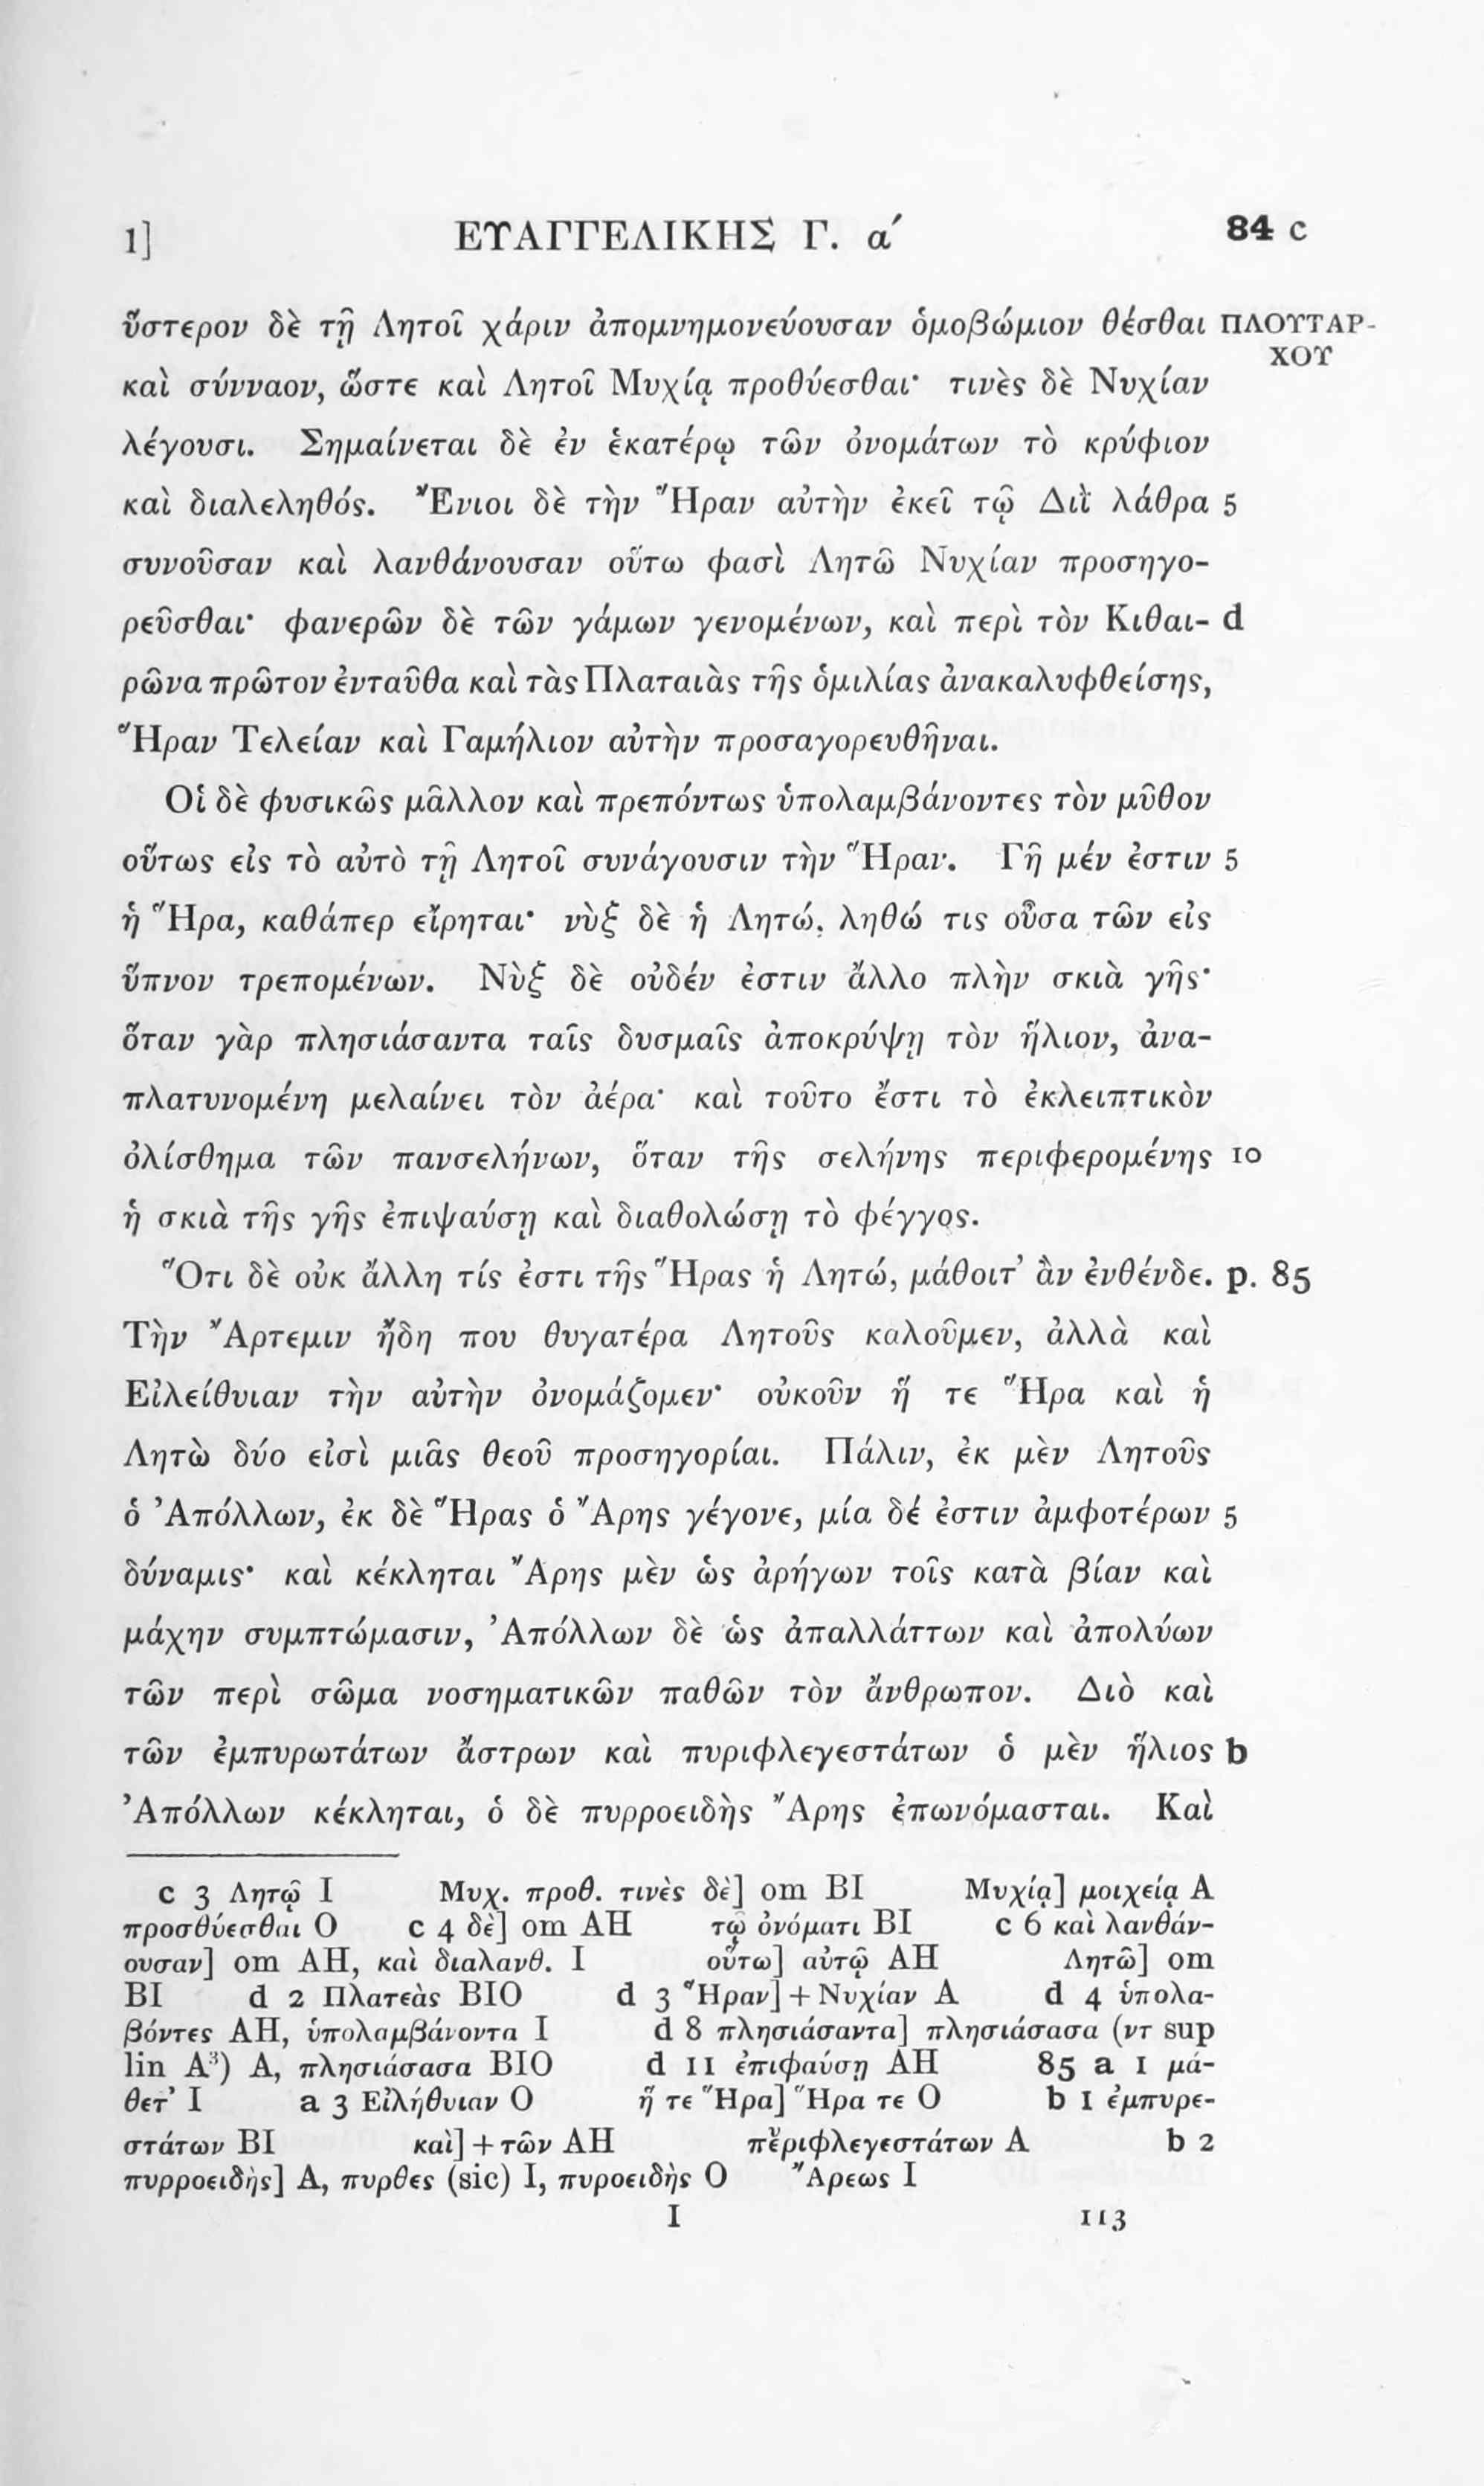 1] ΕΥΑΓΓΕΛΙΚΗΣ Γ. α´ 84 c
ὕστερον δὲ τῇ Λητοῖ χάριν ἀπομνημονεύουσαν ὁμοβώμιον θέσθαι ΠΛΟΥΤΑΡ-
ΧΟΥ
καὶ σύνναον, ὥστε καὶ Λητοῖ Μυχίᾳ προθύεσθαι· τινὲς δὲ Νυχίαν
λέγουσι. Σημαίνεται δὲ ἐν ἑκατέρῳ τῶν ὀνομάτων τὸ κρύφιον
καὶ διαλεληθός. Ἔνιοι δὲ τὴν Ἥραν αὐτὴν ἐκεῖ τῷ Διῒ λάθρα 5
συνοῦσαν καὶ λανθάνουσαν οὕτω φασὶ Λητῶ Νυχίαν προσηγο-
ρεῦσθαι· φανερῶν δὲ τῶν γάμων γενομένων, καὶ περὶ τὸν Κιθαι- d
ρῶνα πρῶτον ἐνταῦθα καὶ τὰς Πλαταιὰς τῆς ὁμιλίας ἀνακαλυφθείσης,
Ἥραν Τελείαν καὶ Γαμήλιον αὐτὴν προσαγορευθῆναι.
Οἱ δὲ φυσικῶς μᾶλλον καὶ πρεπόντως ὑπολαμβάνοντες τὸν μῦθον
οὕτως εἰς τὸ αὐτὸ τῇ Λητοῖ συνάγουσιν τὴν Ἥραν. Γῆ μέν ἐστιν 5
ἡ Ἥρα, καθάπερ εἴρηται· νὺξ δὲ ἡ Λητώ, ληθώ τις οὖσα τῶν εἰς
ὕπνον τρεπομένων. Νὺξ δὲ οὐδέν ἐστιν ἄλλο πλὴν σκιὰ γῆς·
ὅταν γὰρ πλησιάσαντα ταῖς δυσμαῖς ἀποκρύψῃ τὸν ἥλιον, ἀνα-
πλατυνομένη μελαίνει τὸν ἀέρα· καὶ τοῦτο ἔστι τὸ ἐκλειπτικὸν
ὀλίσθημα τῶν πανσελήνων, ὅταν τῆς σελήνης περιφερομένης 10
ἡ σκιὰ τῆς γῆς ἐπιψαύσῃ καὶ διαθολώσῃ τὸ φέγγος.
Ὅτι δὲ οὐκ ἄλλη τίς ἐστι τῆς Ἥρας ἡ Λητώ, μάθοιτ’ ἂν ἐνθένδε. p. 85
Τὴν Ἄρτεμιν ἤδη που θυγατέρα Λητοῦς καλοῦμεν, ἀλλὰ καὶ
Εἰλείθυιαν τὴν αὐτὴν ὀνομάζομεν· οὐκοῦν ἥ τε Ἥρα καὶ ἡ
Λητὼ δύο εἰσὶ μιᾶς θεοῦ προσηγορίαι. Πάλιν, ἐκ μὲν Λητοῦς
ὁ Ἀπόλλων, ἐκ δὲ Ἥρας ὁ Ἄρης γέγονε, μία δέ ἐστιν ἀμφοτέρων 5
δύναμις· καὶ κέκληται Ἄρης μὲν ὡς ἀρήγων τοῖς κατὰ βίαν καὶ
μάχην συμπτώμασιν, Ἀπόλλων δὲ ὡς ἀπαλλάττων καὶ ἀπολύων
τῶν περὶ σῶμα νοσηματικῶν παθῶν τὸν ἄνθρωπον. Διὸ καὶ
τῶν ἐμπυρωτάτων ἄστρων καὶ πυριφλεγεστάτων ὁ μὲν ἥλιος b
Ἀπόλλων κέκληται, ὁ δὲ πυρροειδὴς Ἄρης ἐπωνόμασται. Καὶ
c 3 Λητῷ I Μυχ. προθ. τινὲς δὲ] om BI Μυχίᾳ] μοιχείᾳ A
προσθύεσθαι O c 4 δὲ] om AH τῷ ὀνόματι BI c 6 καὶ λανθάν-
ουσαν] om AH, καὶ διαλανθ. I οὕτω] αὐτῷ AH Λητῶ] om
BI d 2 Πλατεὰς BIO d 3 Ἥραν] + Νυχίαν A d 4 ὑπολα-
βόντες AH, ὑπολαμβάνοντα I d 8 πλησιάσαντα] πλησιάσασα (ντ sup
lin A³) A, πλησιάσασα BIO d 11 ἐπιφαύσῃ AH 85 a 1 μά-
θετ’ I a 3 Εἰλήθυιαν O ἥ τε Ἥρα] Ἥρα τε O b 1 ἐμπυρε-
στάτων BI καὶ] + τῶν AH περιφλεγεστάτων A b 2
πυρροειδὴς] A, πυρθες (sic) I, πυροειδὴς O Ἄρεως I
I 113